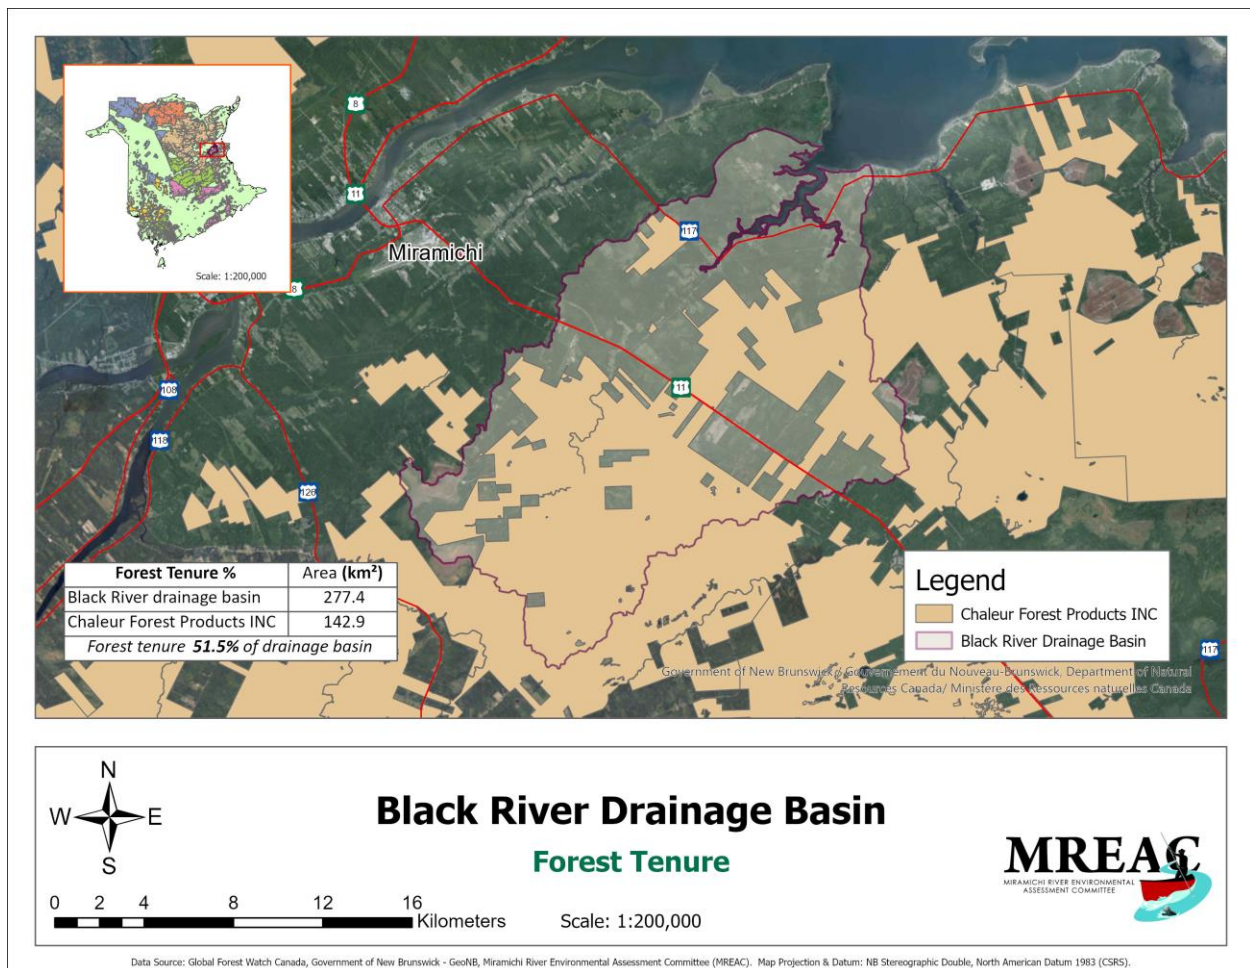 8
11
Miramichi
117
Scale: 1:200,000
8
11
108
118
126
Forest Tenure %
Area (km²)
Black River drainage basin
277.4
Chaleur Forest Products INC
142.9
Forest tenure 51.5% of drainage basin
Legend
Chaleur Forest Products INC
Black River Drainage Basin
117
Government of New Brunswick / Gouvernement du Nouveau-Brunswick, Department of Natural
Resources Canada/ Ministère des Ressources naturelles Canada
N
W
E
S
Black River Drainage Basin
Forest Tenure
0 2 4 8 12 16
Kilometers
Scale: 1:200,000
MREAC
MIRAMICHI RIVER ENVIRONMENTAL
ASSESSMENT COMMITTEE
Data Source: Global Forest Watch Canada, Government of New Brunswick - GeoNB, Miramichi River Environmental Assessment Committee (MREAC). Map Projection & Datum: NB Stereographic Double, North American Datum 1983 (CSRS).